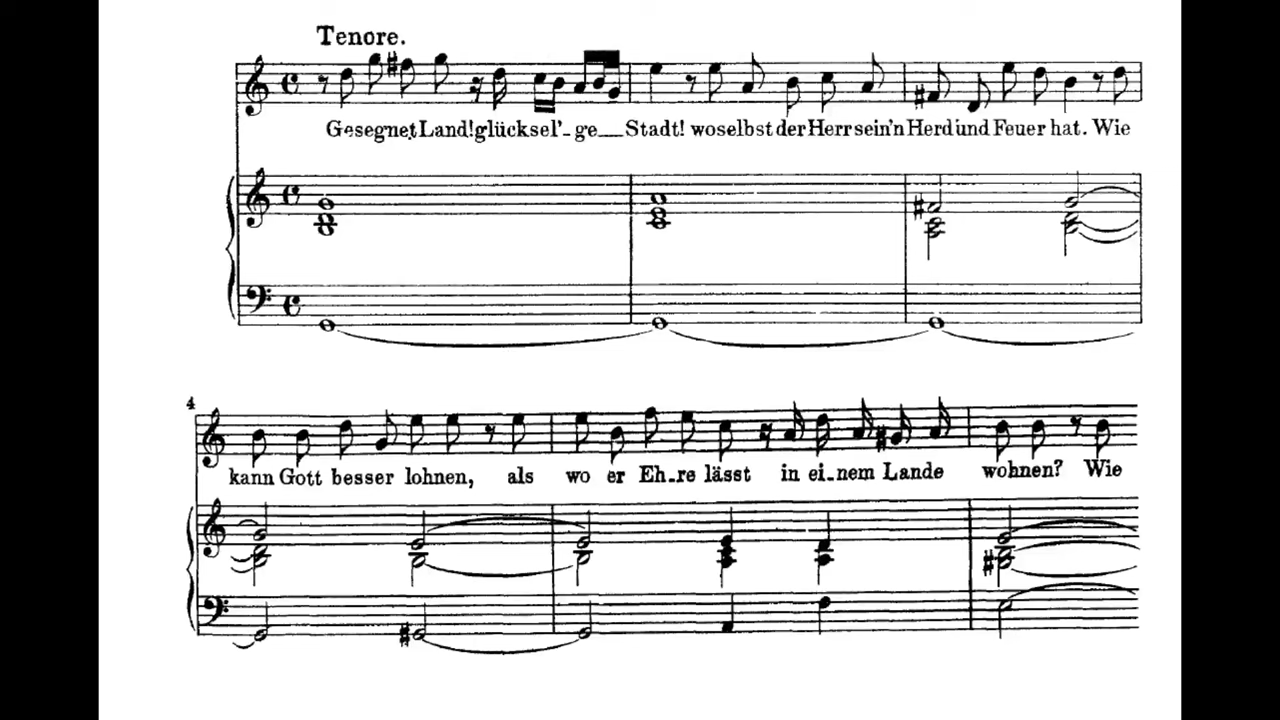 Tenore.
Gesegnet Land! glücksel'-ge Stadt! woselbst der Herr sein'n Herd und Feuer hat. Wie
4
kann Gott besser lohnen, als wo er Eh-re lässt in ei-nem Lande wohnen? Wie